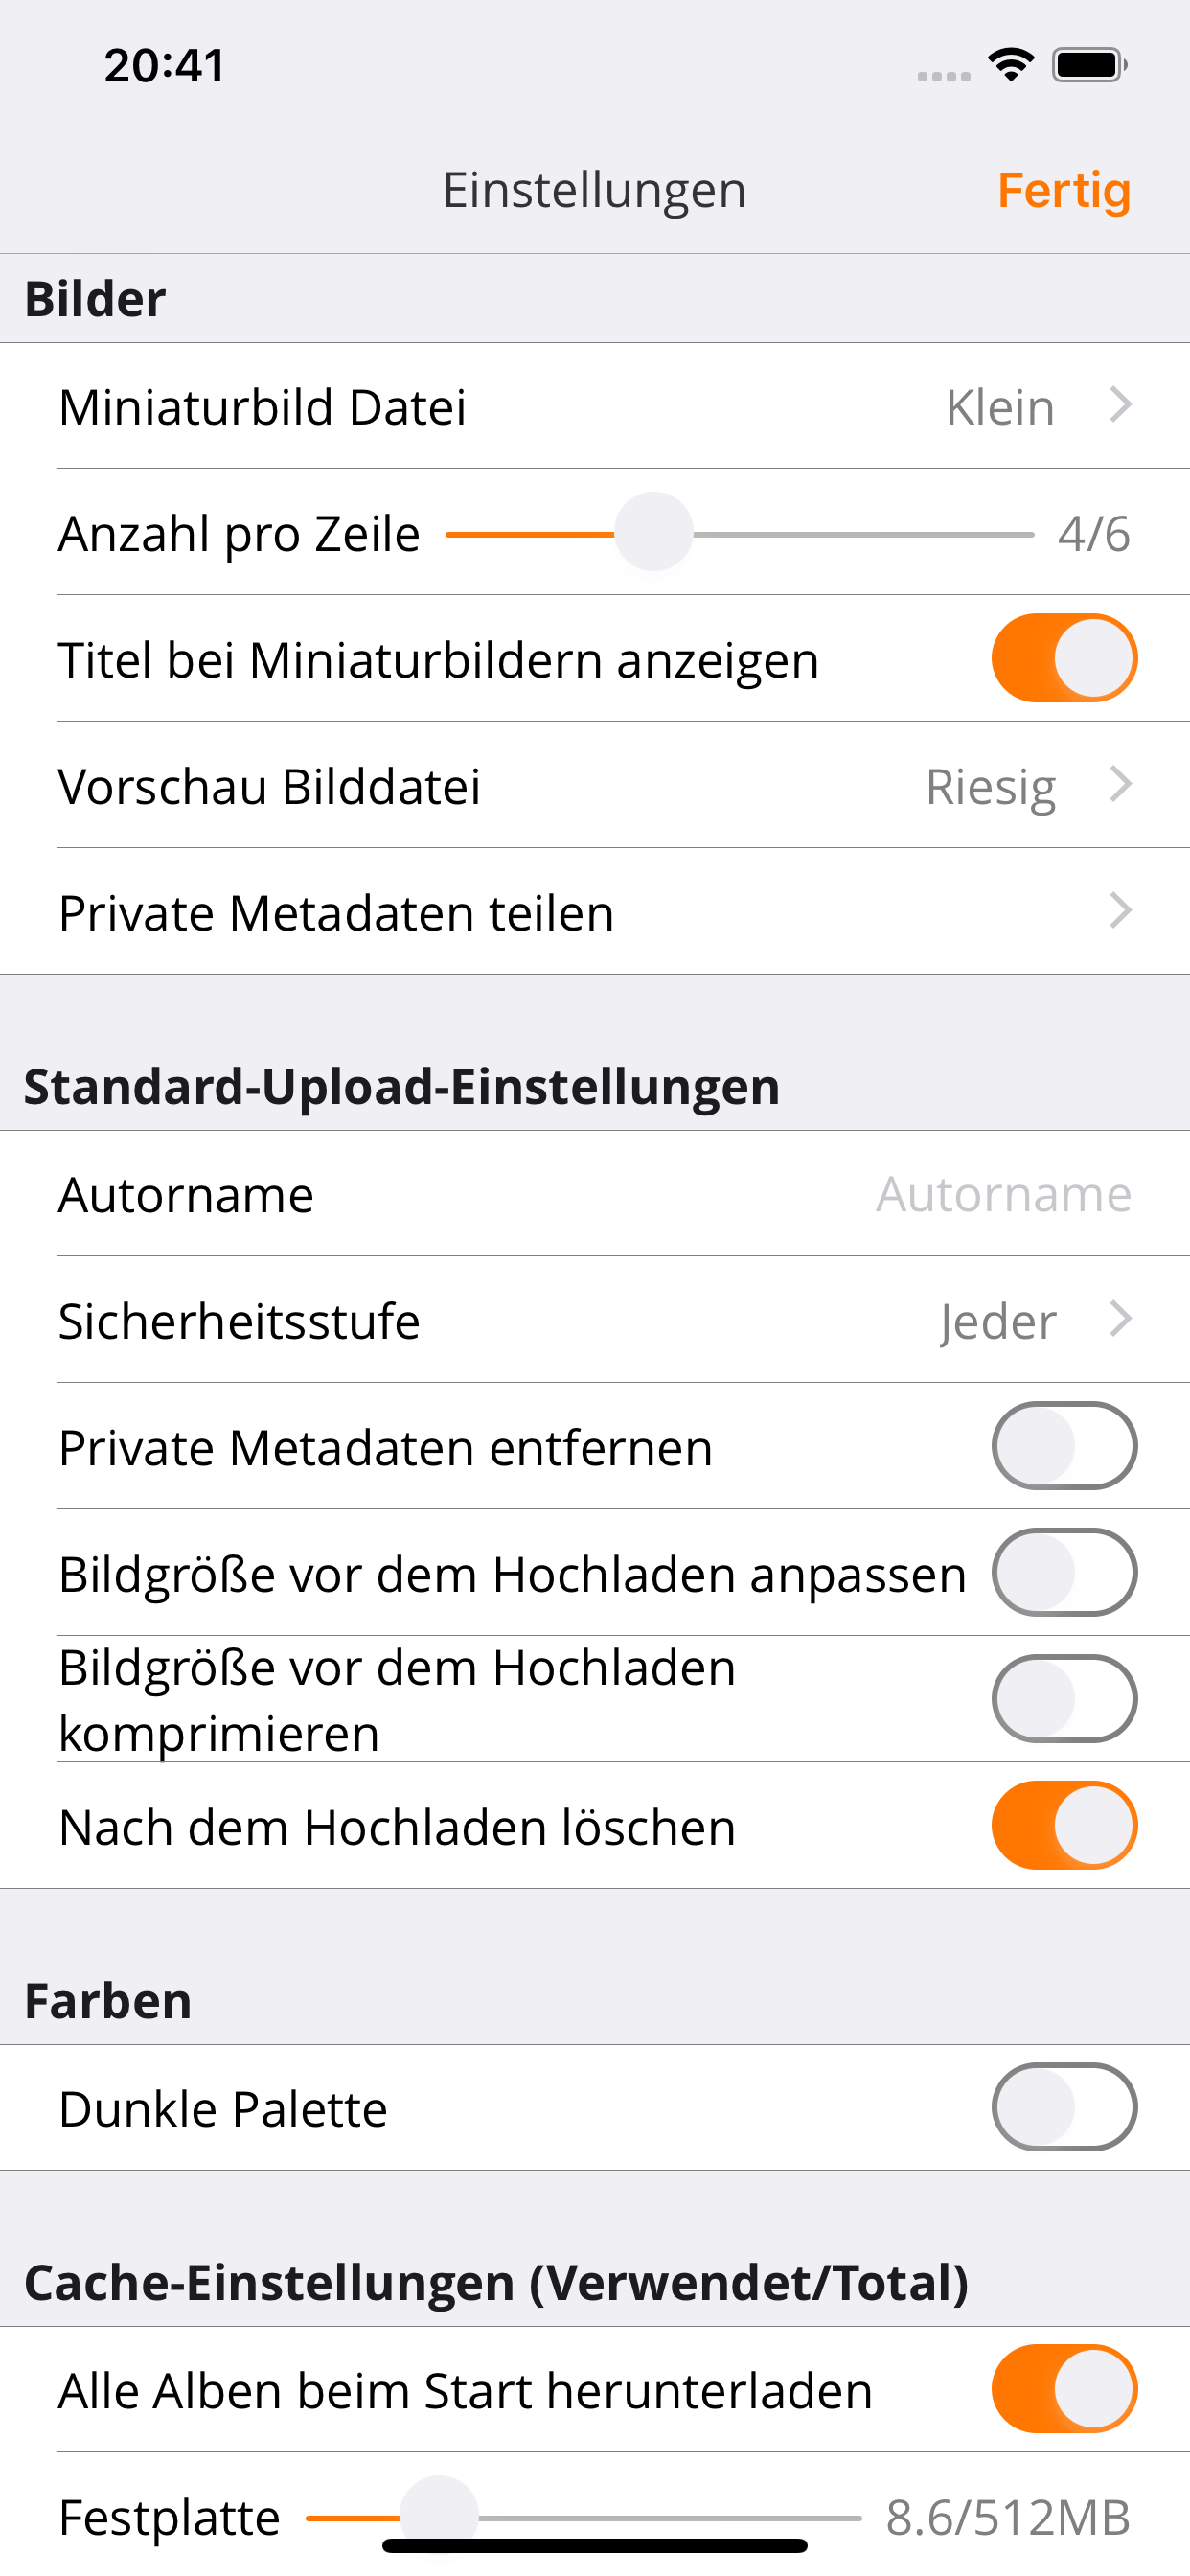 20:41
Einstellungen
Fertig
Bilder
Miniaturbild Datei Klein
Anzahl pro Zeile 4/6
Titel bei Miniaturbildern anzeigen
Vorschau Bilddatei Riesig
Private Metadaten teilen
Standard-Upload-Einstellungen
Autorname Autorname
Sicherheitsstufe Jeder
Private Metadaten entfernen
Bildgröße vor dem Hochladen anpassen
Bildgröße vor dem Hochladen
komprimieren
Nach dem Hochladen löschen
Farben
Dunkle Palette
Cache-Einstellungen (Verwendet/Total)
Alle Alben beim Start herunterladen
Festplatte 8.6/512MB